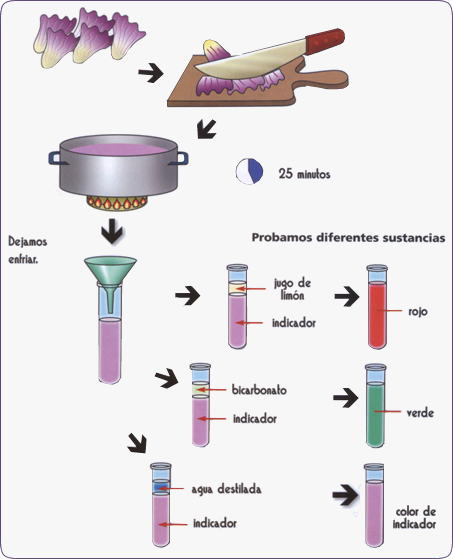 25 minutos
Dejamos
enfriar.
Probamos diferentes sustancias
jugo de
limón
indicador
rojo
bicarbonato
indicador
verde
agua destilada
indicador
color de
indicador